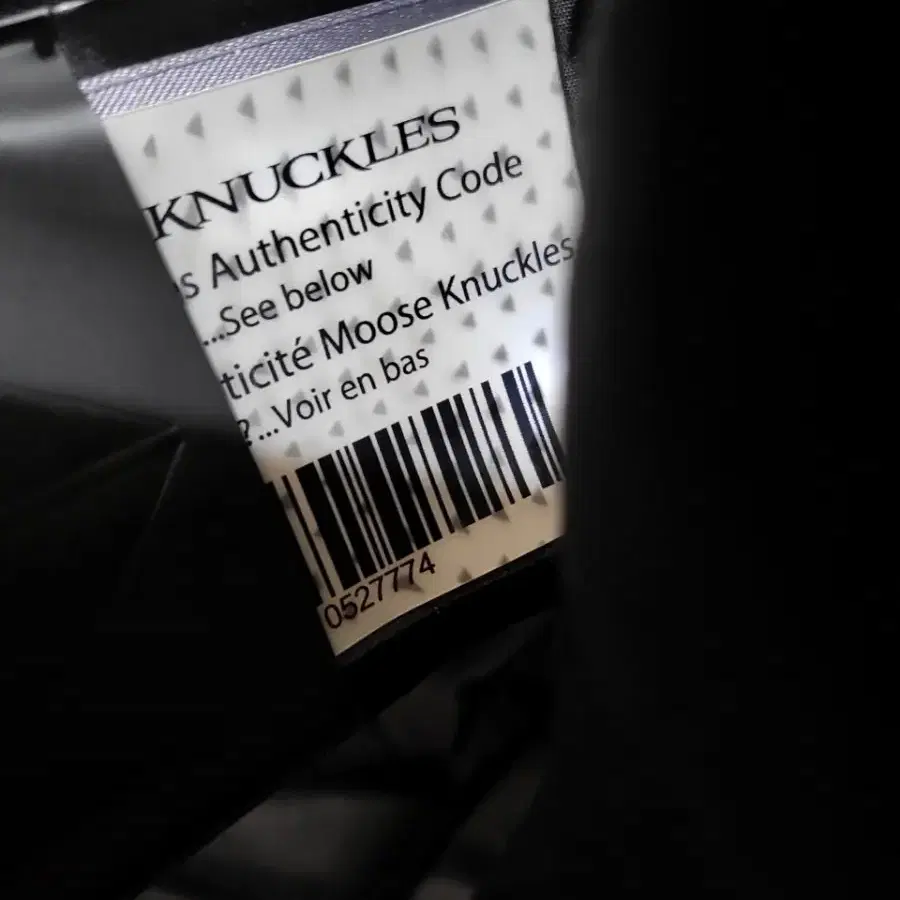 KNUCKLES
s Authenticity Code
...See below
ticité Moose Knuckles
?...Voir en bas
0527774